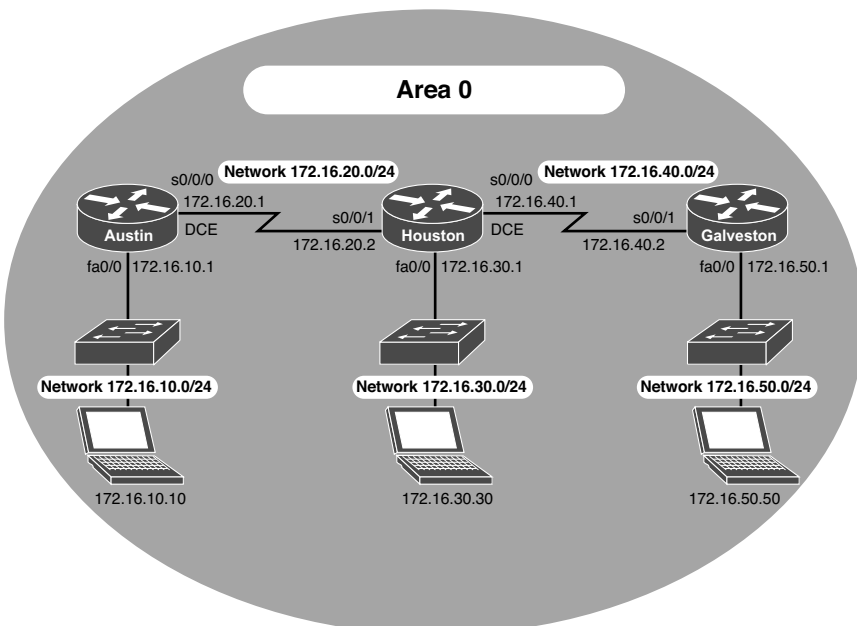 Area 0
Network 172.16.20.0/24
Network 172.16.40.0/24
s0/0/0
172.16.20.1
DCE
Austin
s0/0/1
172.16.20.2
Houston
s0/0/0
172.16.40.1
DCE
s0/0/1
172.16.40.2
Galveston
fa0/0 172.16.10.1
fa0/0 172.16.30.1
fa0/0 172.16.50.1
Network 172.16.10.0/24
Network 172.16.30.0/24
Network 172.16.50.0/24
172.16.10.10
172.16.30.30
172.16.50.50